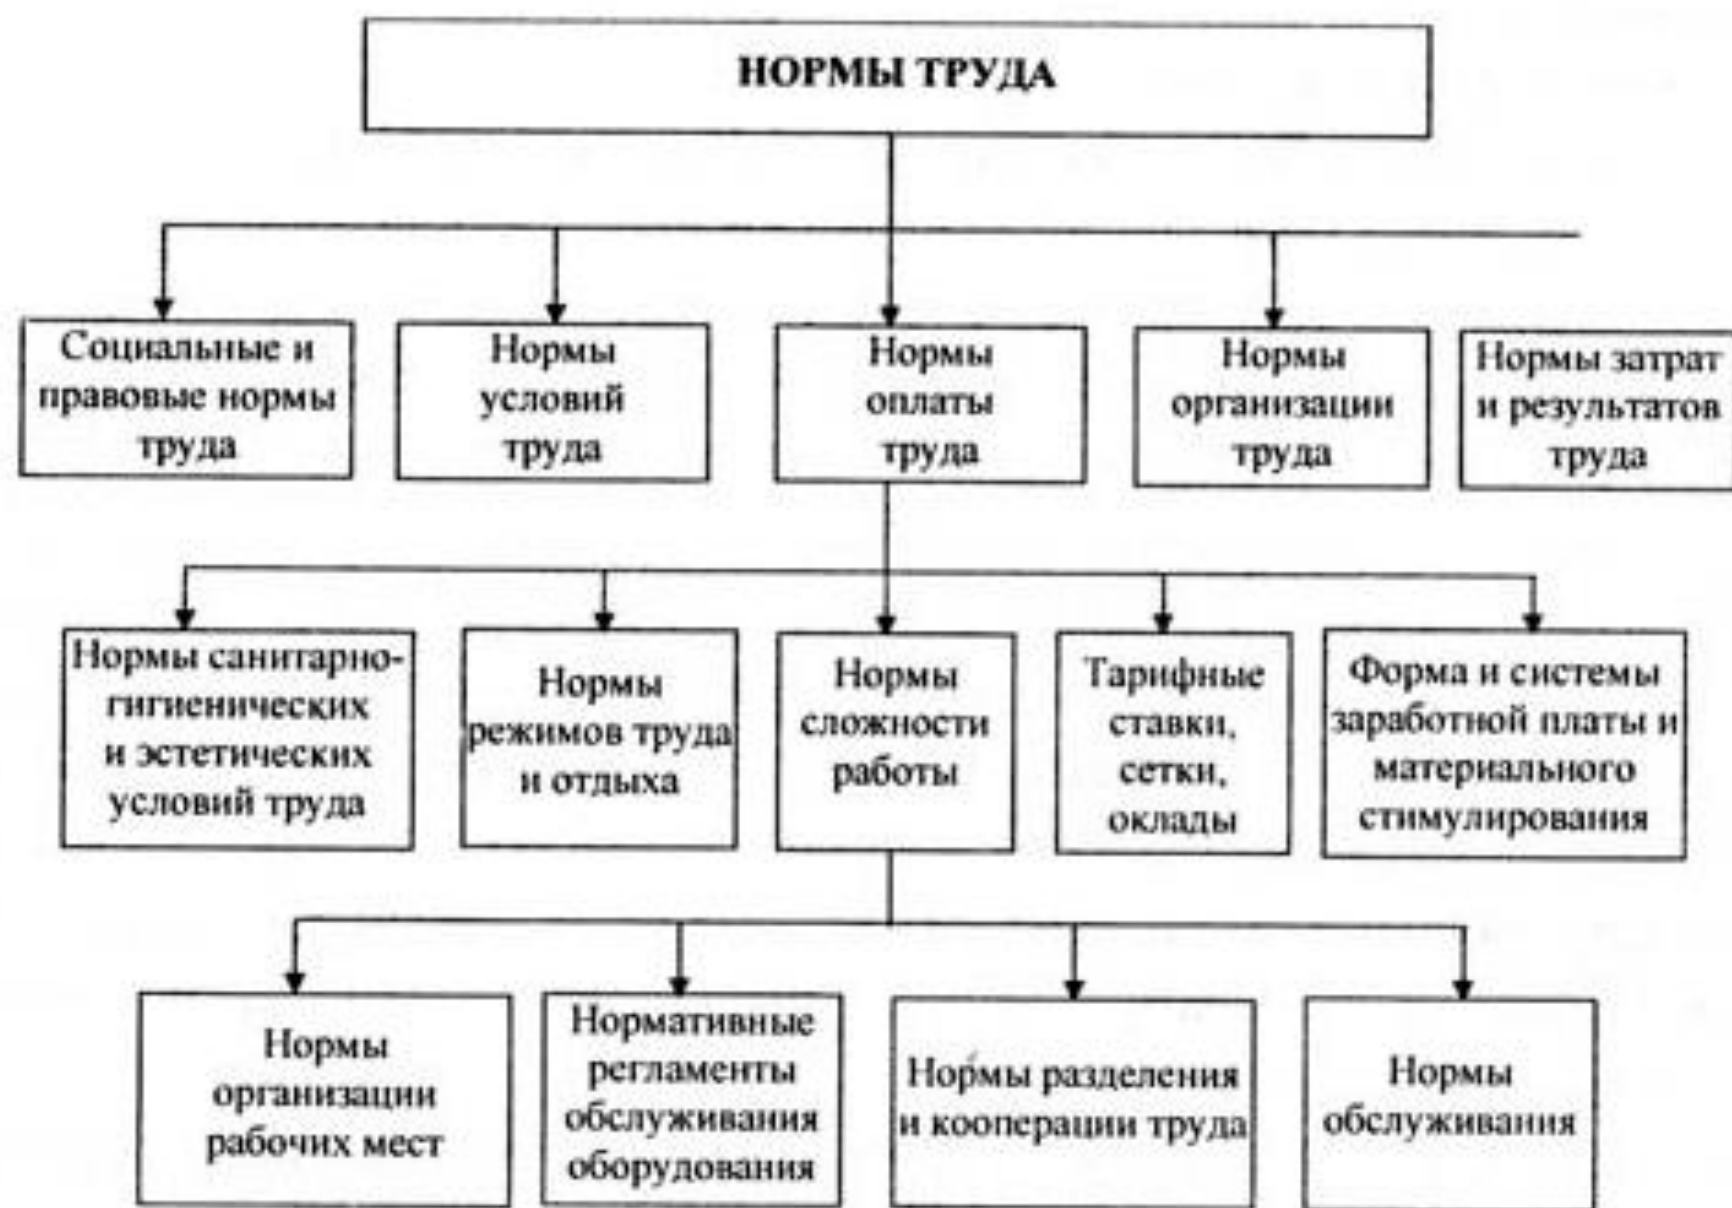 НОРМЫ ТРУДА
Социальные и
правовые нормы
труда
Нормы
условий
труда
Нормы
оплаты
труда
Нормы
организации
труда
Нормы затрат
и результатов
труда
Нормы санитарно-
гигиенических
и эстетических
условий труда
Нормы
режимов труда
и отдыха
Нормы
сложности
работы
Тарифные
ставки,
сетки,
оклады
Форма и системы
заработной платы и
материального
стимулирования
Нормы
организации
рабочих мест
Нормативные
регламенты
обслуживания
оборудования
Нормы разделения
и кооперации труда
Нормы
обслуживания